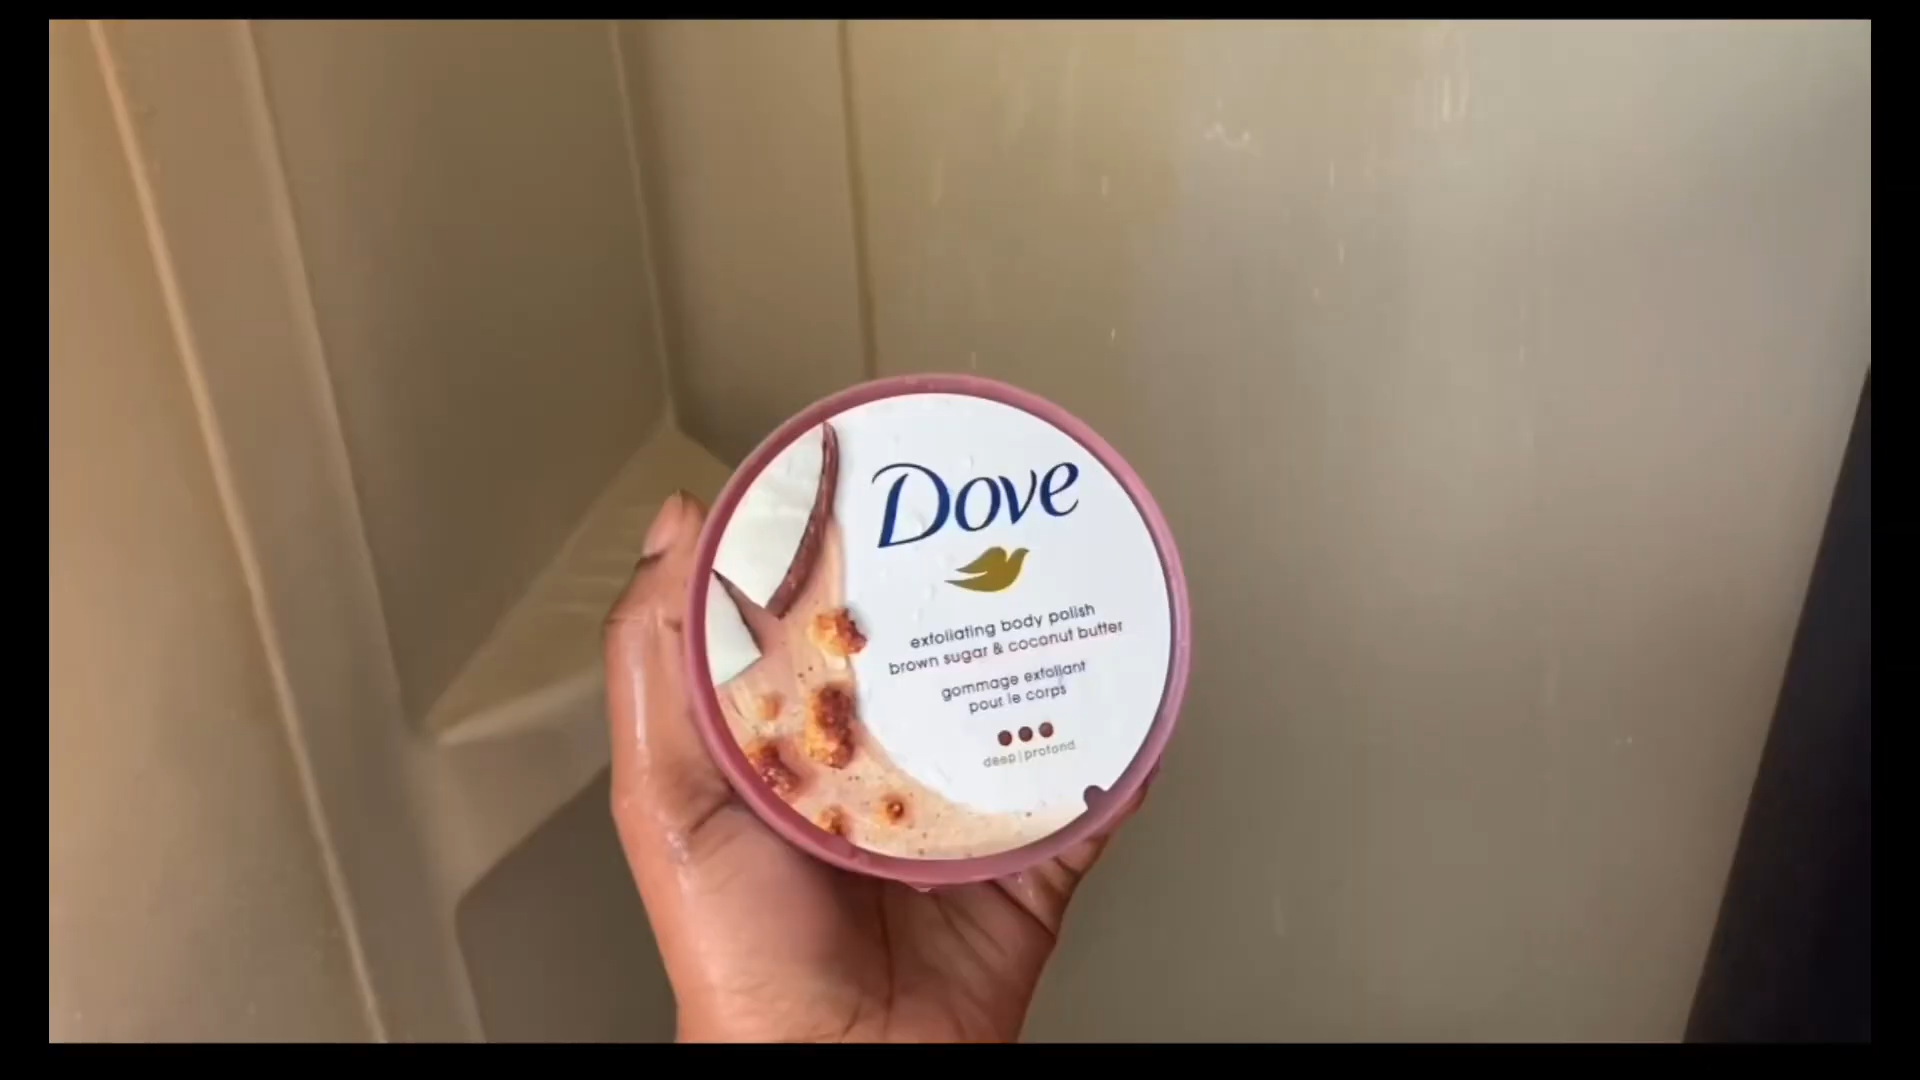 Dove
exfoliating body polish
brown sugar & coconut butter
gommage exfoliant
pour le corps
deep|profond